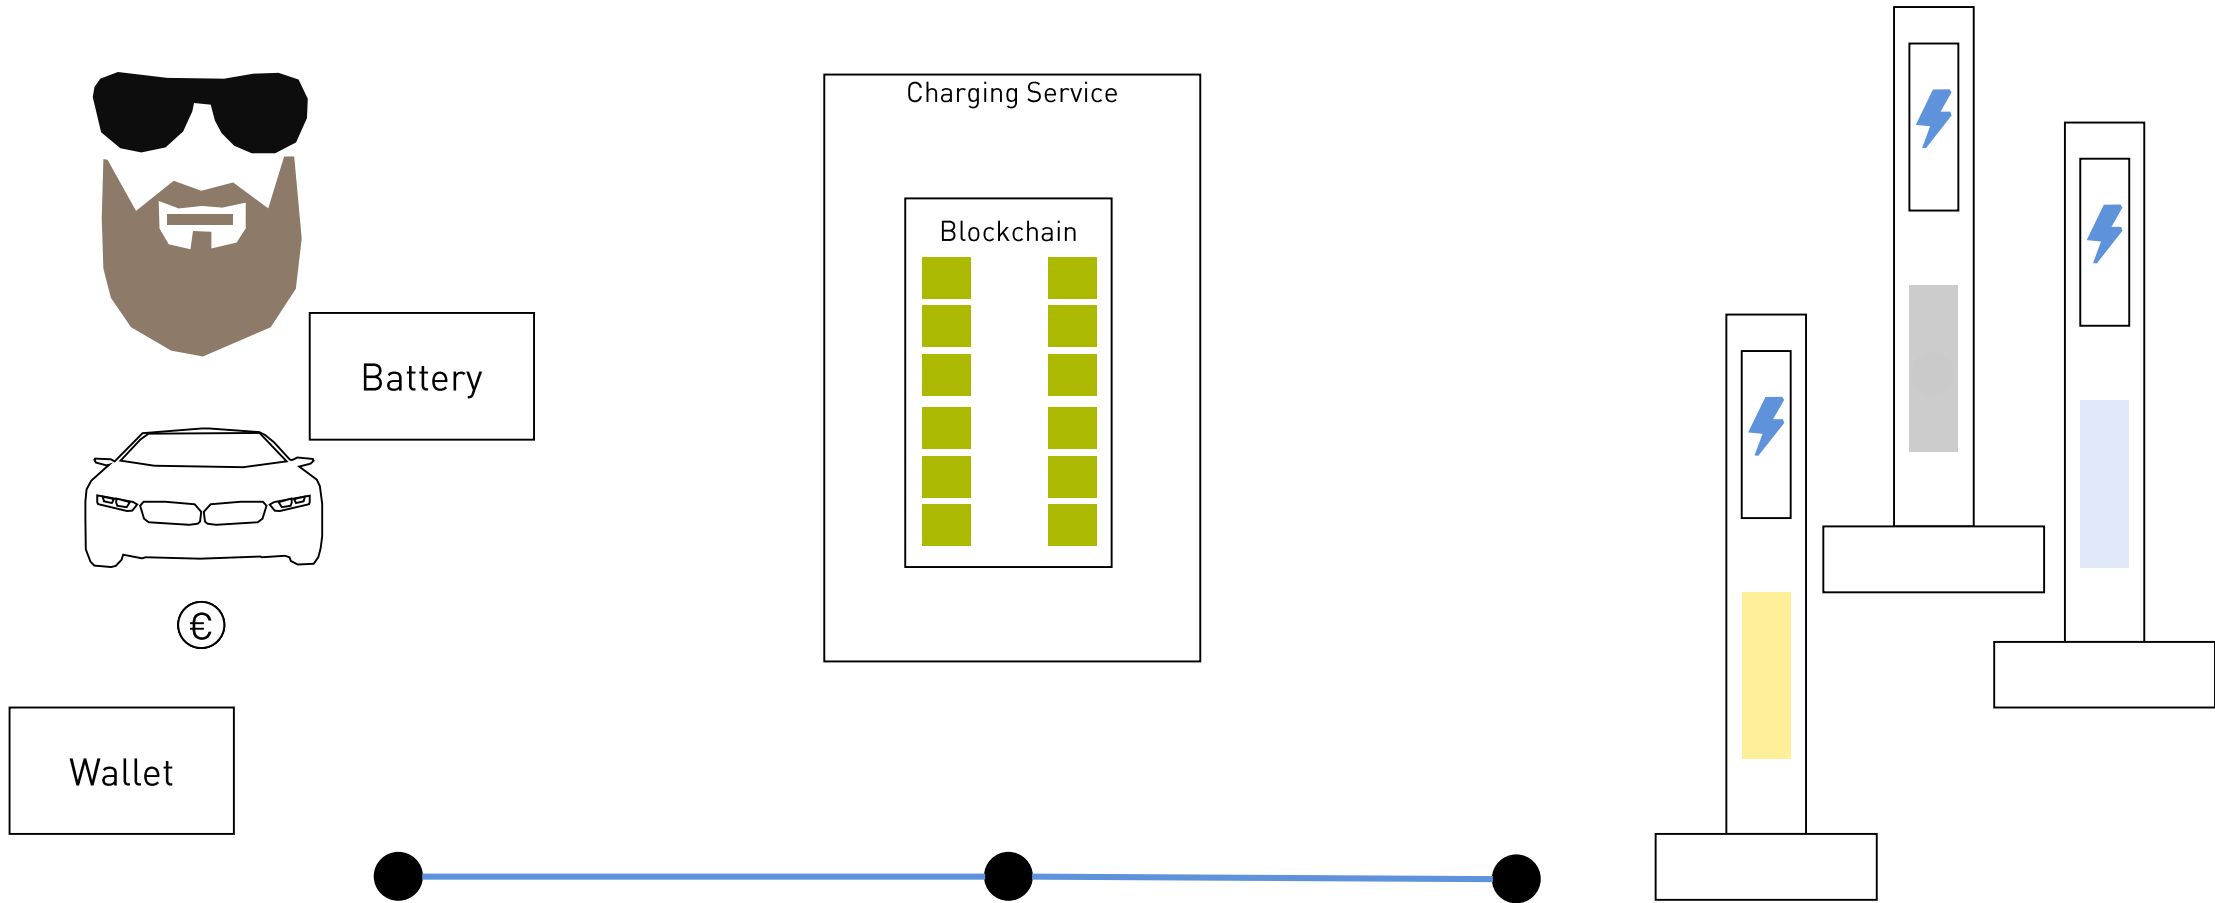 Charging Service
Blockchain
Battery
€
Wallet